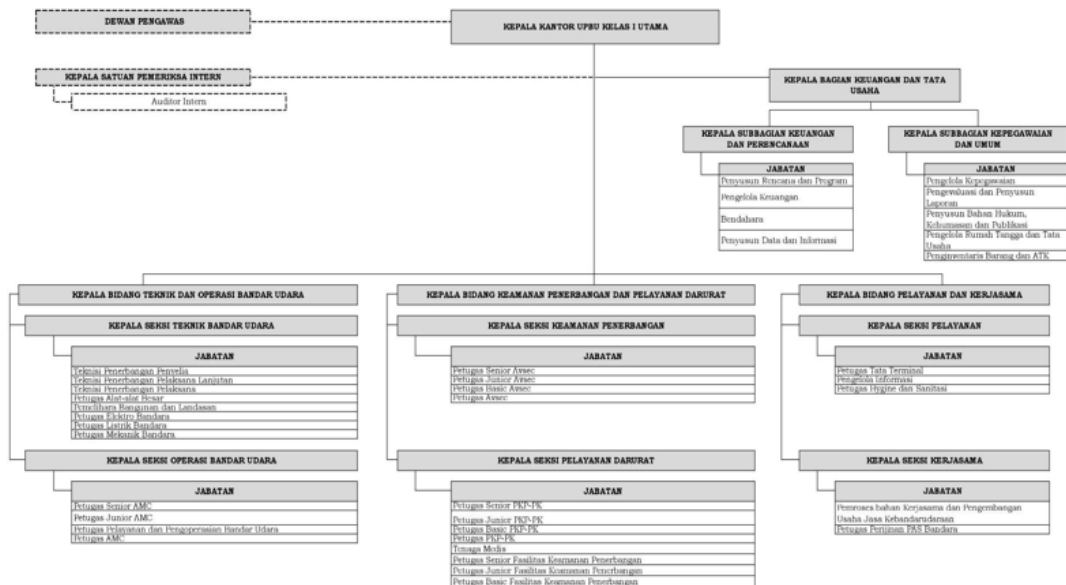 DEWAN PENGAWAS
KEPALA KANTOR UPBU KELAS I UTAMA
KEPALA SATUAN PEMERIKSA INTERN
Auditor Intern
KEPALA BAGIAN KEUANGAN DAN TATA
USAHA
KEPALA SUBBAGIAN KEUANGAN
DAN PERENCANAAN
JABATAN
Penyusun Rencana dan Program
Pengelola Keuangan
Bendahara
Penyusun Data dan Informasi
KEPALA SUBBAGIAN KEPEGAWAIAN
DAN UMUM
JABATAN
Pengelola Kepegawaian
Pengevaluasi dan Penyusun
Laporan
Penyusun Bahan Hukum,
Kehumasan dan Publikasi
Pengelola Rumah Tangga dan Tata
Usaha
Penginventaris Barang dan ATK
KEPALA BIDANG TEKNIK DAN OPERASI BANDAR UDARA
KEPALA SEKSI TEKNIK BANDAR UDARA
JABATAN
Teknisi Penerbangan Penyelia
Teknisi Penerbangan Pelaksana Lanjutan
Teknisi Penerbangan Pelaksana
Petugas Alat-alat Besar
Pemelihara Bangunan dan Landasan
Petugas Elektro Bandara
Petugas Listrik Bandara
Petugas Mekanik Bandara
KEPALA SEKSI OPERASI BANDAR UDARA
JABATAN
Petugas Senior AMC
Petugas Junior AMC
Petugas Pelayanan dan Pengoperasian Bandar Udara
Petugas AMC
KEPALA BIDANG KEAMANAN PENERBANGAN DAN PELAYANAN DARURAT
KEPALA SEKSI KEAMANAN PENERBANGAN
JABATAN
Petugas Senior Avsec
Petugas Junior Avsec
Petugas Basic Avsec
Petugas Avsec
KEPALA SEKSI PELAYANAN DARURAT
JABATAN
Petugas Senior PKP-PK
Petugas Junior PKP-PK
Petugas Basic PKP-PK
Petugas PKP-PK
Tenaga Medis
Petugas Senior Fasilitas Keamanan Penerbangan
Petugas Junior Fasilitas Keamanan Penerbangan
Petugas Basic Fasilitas Keamanan Penerbangan
KEPALA BIDANG PELAYANAN DAN KERJASAMA
KEPALA SEKSI PELAYANAN
JABATAN
Petugas Tata Terminal
Pengelola Informasi
Petugas Hygine dan Sanitasi
KEPALA SEKSI KERJASAMA
JABATAN
Pemroses bahan Kerjasama dan Pengembangan
Usaha Jasa Kebandarudaraan
Petugas Perijinan PAS Bandara